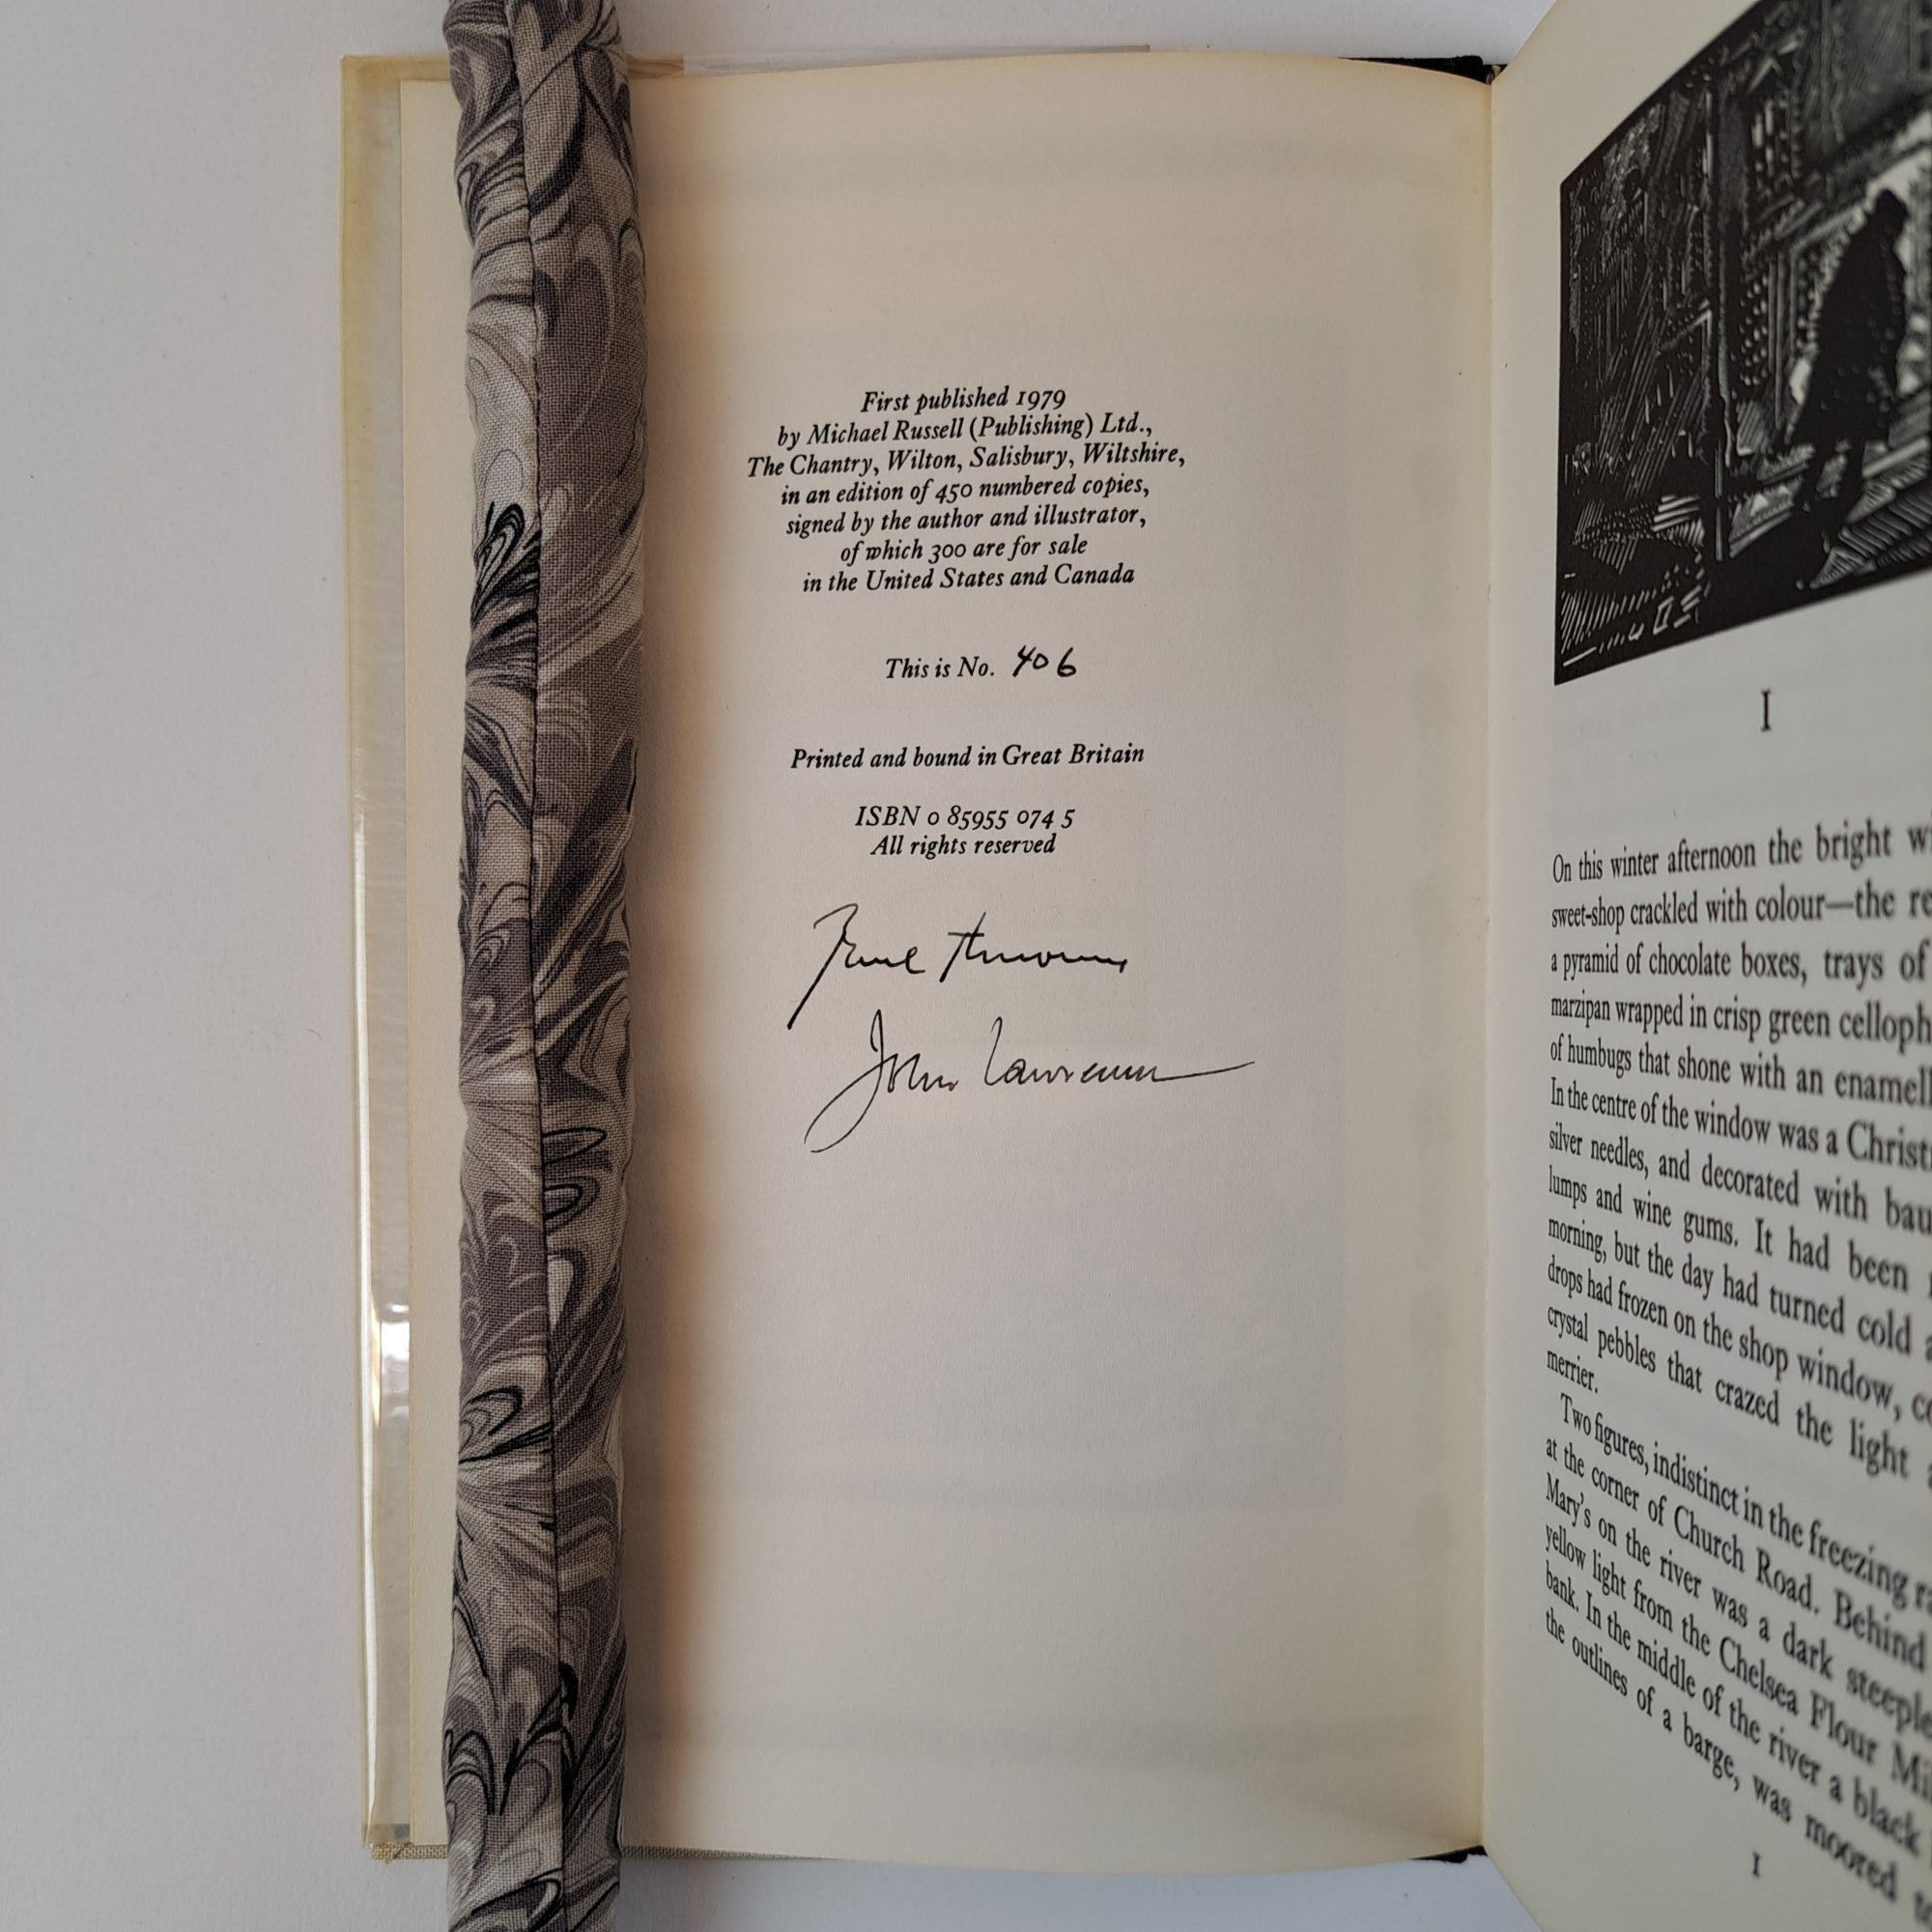 First published 1979
by Michael Russell (Publishing) Ltd.,
The Chantry, Wilton, Salisbury, Wiltshire,
in an edition of 450 numbered copies,
signed by the author and illustrator,
of which 300 are for sale
in the United States and Canada
This is No. 406
Printed and bound in Great Britain
ISBN 0 85955 074 5
All rights reserved
John Lawrence
I
On this winter afternoon the bright
sweet-shop crackled with colour—the
a pyramid of chocolate boxes, trays of
marzipan wrapped in crisp green
of humbugs that shone with an
In the centre of the window was a
silver needles, and decorated with
lumps and wine gums. It had been
morning, but the day had turned cold
drops had frozen on the shop window,
crystal pebbles that crazed the light
merrier.
Two figures, indistinct in the freezing
at the corner of Church Road. Behind
Mary's on the river was a dark
yellow light from the Chelsea Flour
bank. In the middle of the river a black
the outlines of a barge, was moored
1